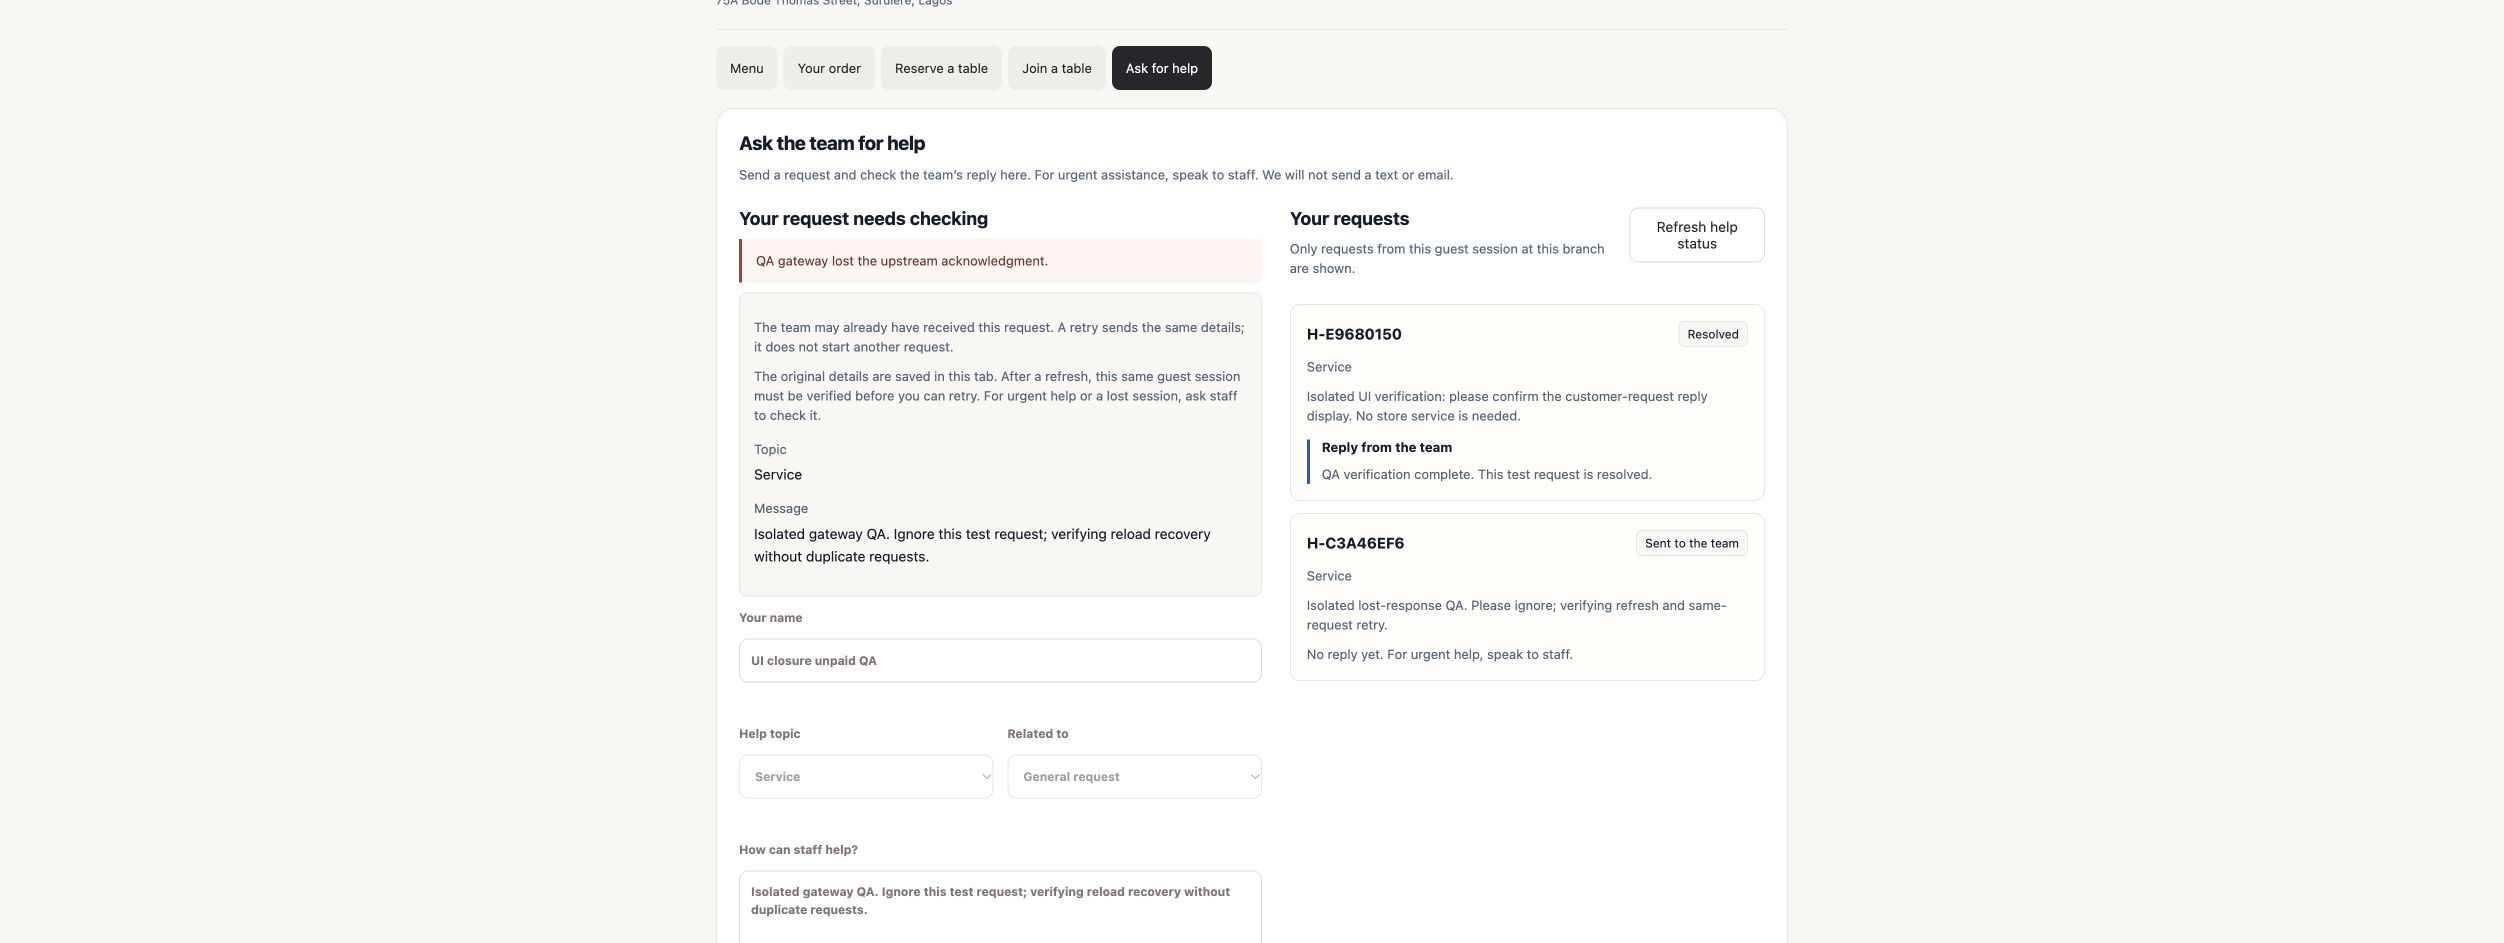 75A Bode Thomas Street, Surulere, Lagos
Menu
Your order
Reserve a table
Join a table
Ask for help
Ask the team for help
Send a request and check the team’s reply here. For urgent assistance, speak to staff. We will not send a text or email.
Your request needs checking
QA gateway lost the upstream acknowledgment.
The team may already have received this request. A retry sends the same details;
it does not start another request.
The original details are saved in this tab. After a refresh, this same guest session
must be verified before you can retry. For urgent help or a lost session, ask staff
to check it.
Topic
Service
Message
Isolated gateway QA. Ignore this test request; verifying reload recovery
without duplicate requests.
Your name
UI closure unpaid QA
Help topic
Related to
Service
General request
How can staff help?
Isolated gateway QA. Ignore this test request; verifying reload recovery without
duplicate requests.
Your requests
Refresh help
status
Only requests from this guest session at this branch
are shown.
H-E9680150
Resolved
Service
Isolated UI verification: please confirm the customer-request reply
display. No store service is needed.
Reply from the team
QA verification complete. This test request is resolved.
H-C3A46EF6
Sent to the team
Service
Isolated lost-response QA. Please ignore; verifying refresh and same-
request retry.
No reply yet. For urgent help, speak to staff.